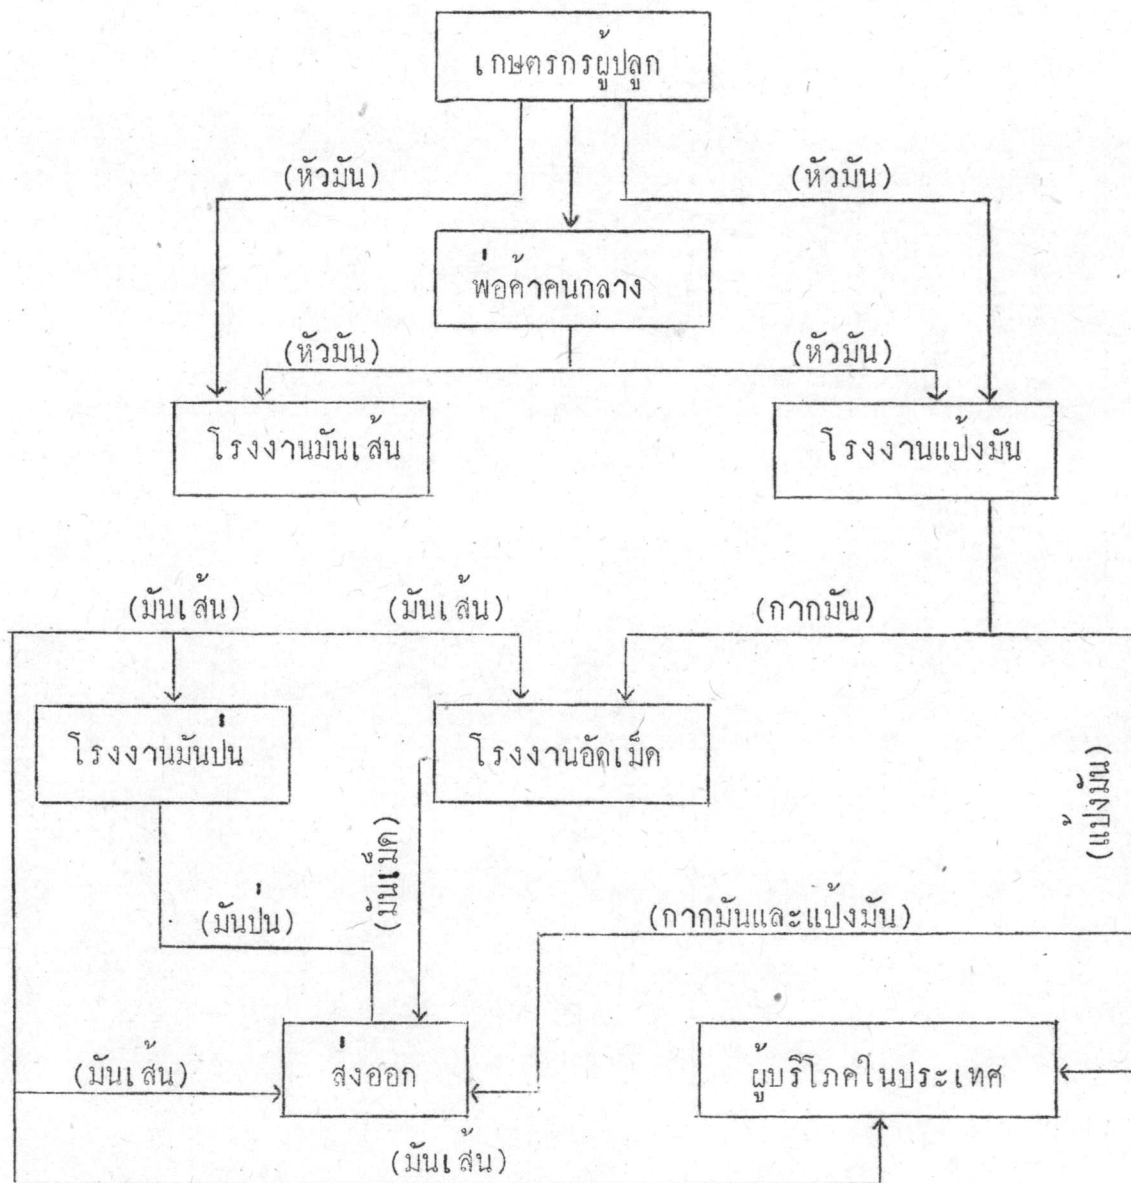 เกษตรกรผู้ปลูก
(หัวมัน) (หัวมัน)
พ่อค้าคนกลาง
(หัวมัน) (หัวมัน)
โรงงานมันเส้น โรงงานแป้งมัน
(มันเส้น) (มันเส้น) (กากมัน)
โรงงานมันป่น โรงงานอัดเม็ด
(แป้งมัน)
(มันเม็ด)
(มันป่น) (กากมันและแป้งมัน)
(มันเส้น) ส่งออก ผู้บริโภคในประเทศ
(มันเส้น)